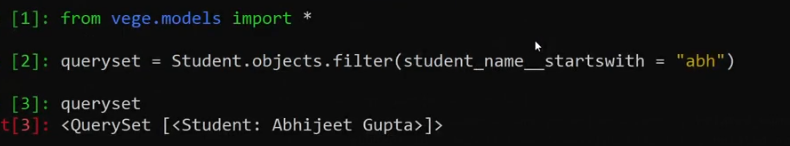 [1]: from vege.models import *
[2]: queryset = Student.objects.filter(student_name__startswith = "abh")
[3]: queryset
t[3]: <QuerySet [<Student: Abhijeet Gupta>]>